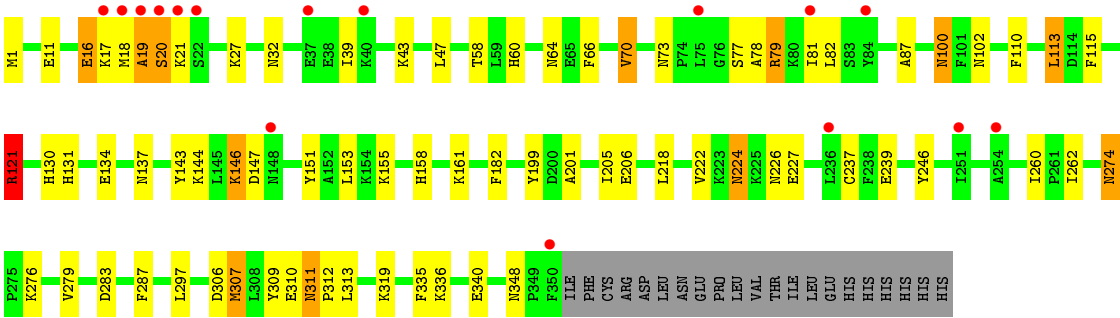 M1 E11 E16 K17 M18 A19 S20 K21 S22 K27 N32 E37 E38 I39 K40 K43 L47 T58 L59 H60 N64 E65 F66 V70 N73 P74 L75 G76 S77 A78 R79 K80 I81 L82 S83 Y84 A87 N100 F101 N102 F110 L113 D114 F115
R121 H130 H131 E134 N137 Y143 K144 L145 K146 D147 N148 Y151 A152 L153 K154 K155 H158 K161 F182 Y199 D200 A201 I205 E206 L218 V222 K223 N224 K225 N226 E227 L236 C237 F238 E239 Y246 I251 A254 I260 P261 I262 N274
P275 K276 V279 D283 F287 L297 D306 M307 L308 Y309 E310 N311 P312 L313 K319 F335 K336 E340 N348 P349 F350 ILE PHE CYS ARG ASP LEU ASN GLU PRO LEU VAL THR ILE LEU GLU HIS HIS HIS HIS HIS HIS